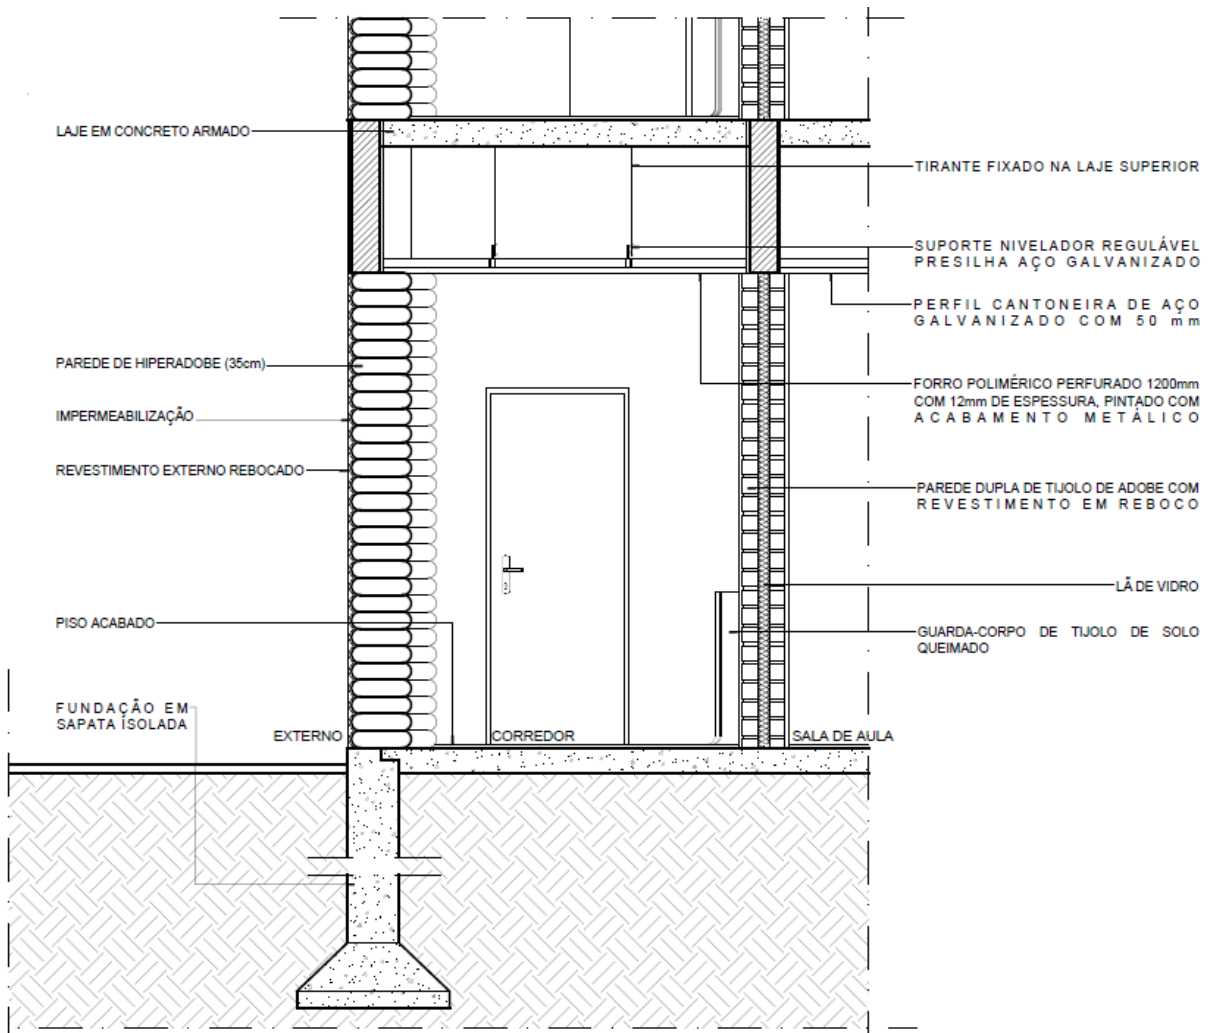 LAJE EM CONCRETO ARMADO
TIRANTE FIXADO NA LAJE SUPERIOR
SUPORTE NIVELADOR REGULÁVEL
PRESILHA AÇO GALVANIZADO
PERFIL CANTONEIRA DE AÇO
GALVANIZADO COM 50 mm
PAREDE DE HIPERADOBE (35cm)
FORRO POLIMÉRICO PERFURADO 1200mm
COM 12mm DE ESPESSURA, PINTADO COM
ACABAMENTO METÁLICO
IMPERMEABILIZAÇÃO
REVESTIMENTO EXTERNO REBOCADO
PAREDE DUPLA DE TIJOLO DE ADOBE COM
REVESTIMENTO EM REBOCO
LÃ DE VIDRO
PISO ACABADO
GUARDA-CORPO DE TIJOLO DE SOLO
QUEIMADO
FUNDAÇÃO EM
SAPATA ISOLADA
EXTERNO
CORREDOR
SALA DE AULA